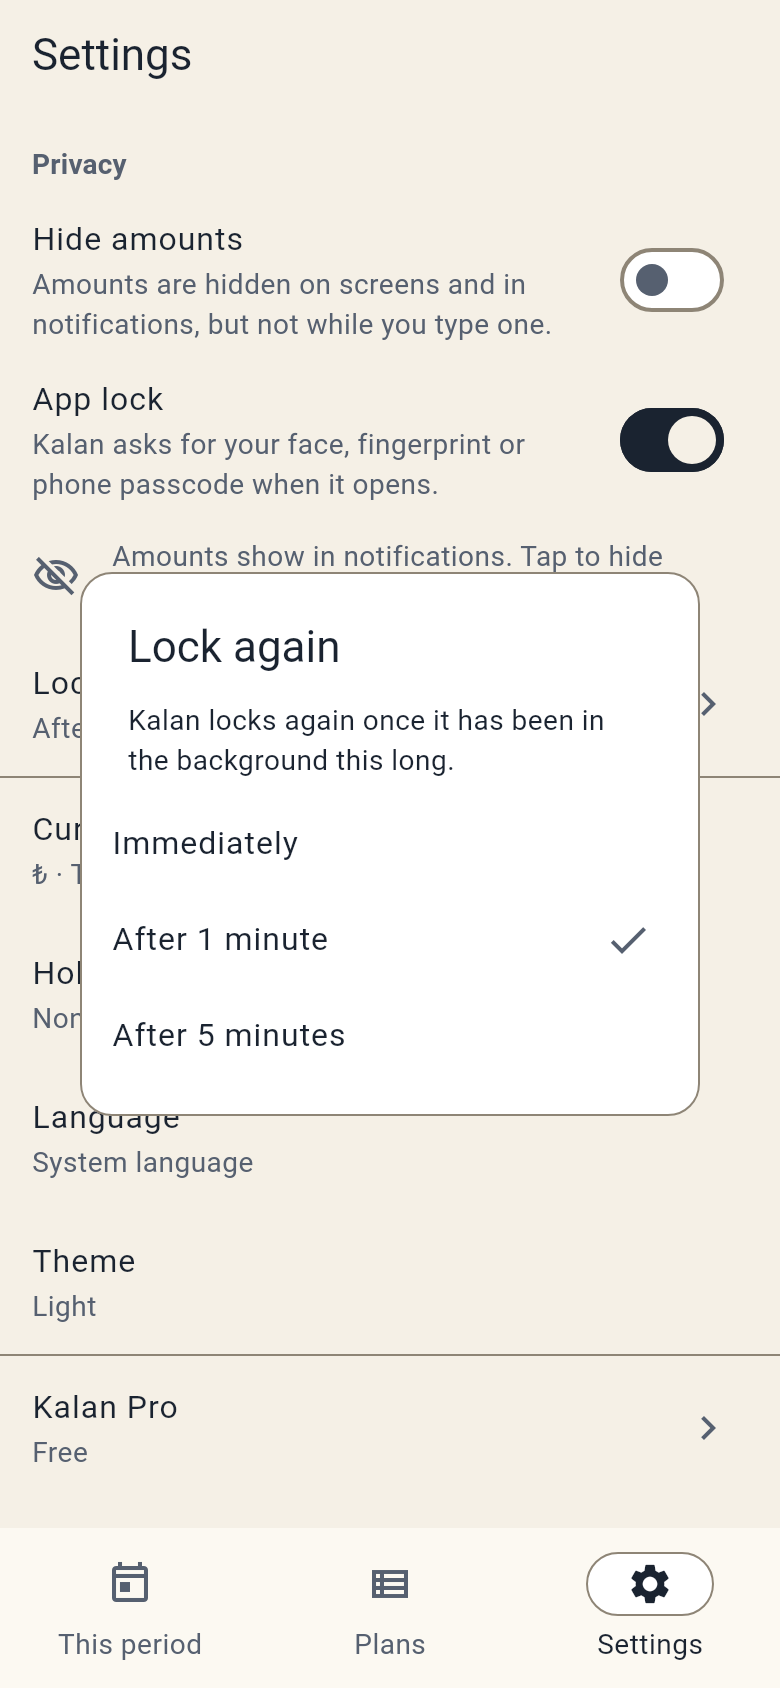 Settings
Privacy
Hide amounts
Amounts are hidden on screens and in
notifications, but not while you type one.
App lock
Kalan asks for your face, fingerprint or
phone passcode when it opens.
Amounts show in notifications. Tap to hide
Lock again
Kalan locks again once it has been in
the background this long.
Immediately
After 1 minute
After 5 minutes
₺ ·
Language
System language
Theme
Light
Kalan Pro
Free
This period
Plans
Settings